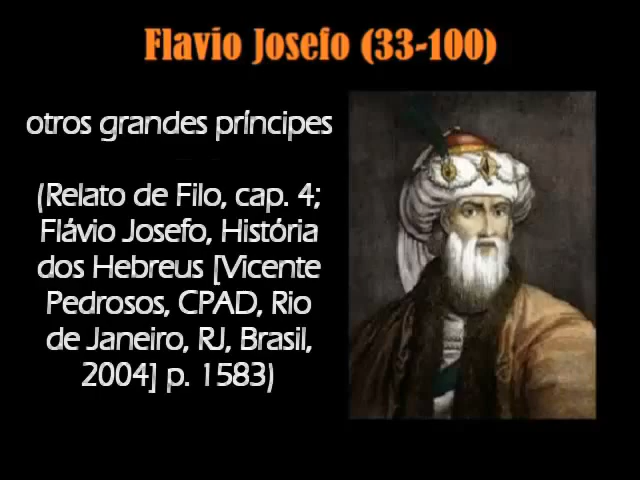 Flavio Josefo (33-100)
otros grandes príncipes
(Relato de Filo, cap. 4;
Flávio Josefo, História
dos Hebreus [Vicente
Pedrosos, CPAD, Rio
de Janeiro, RJ, Brasil,
2004] p. 1583)